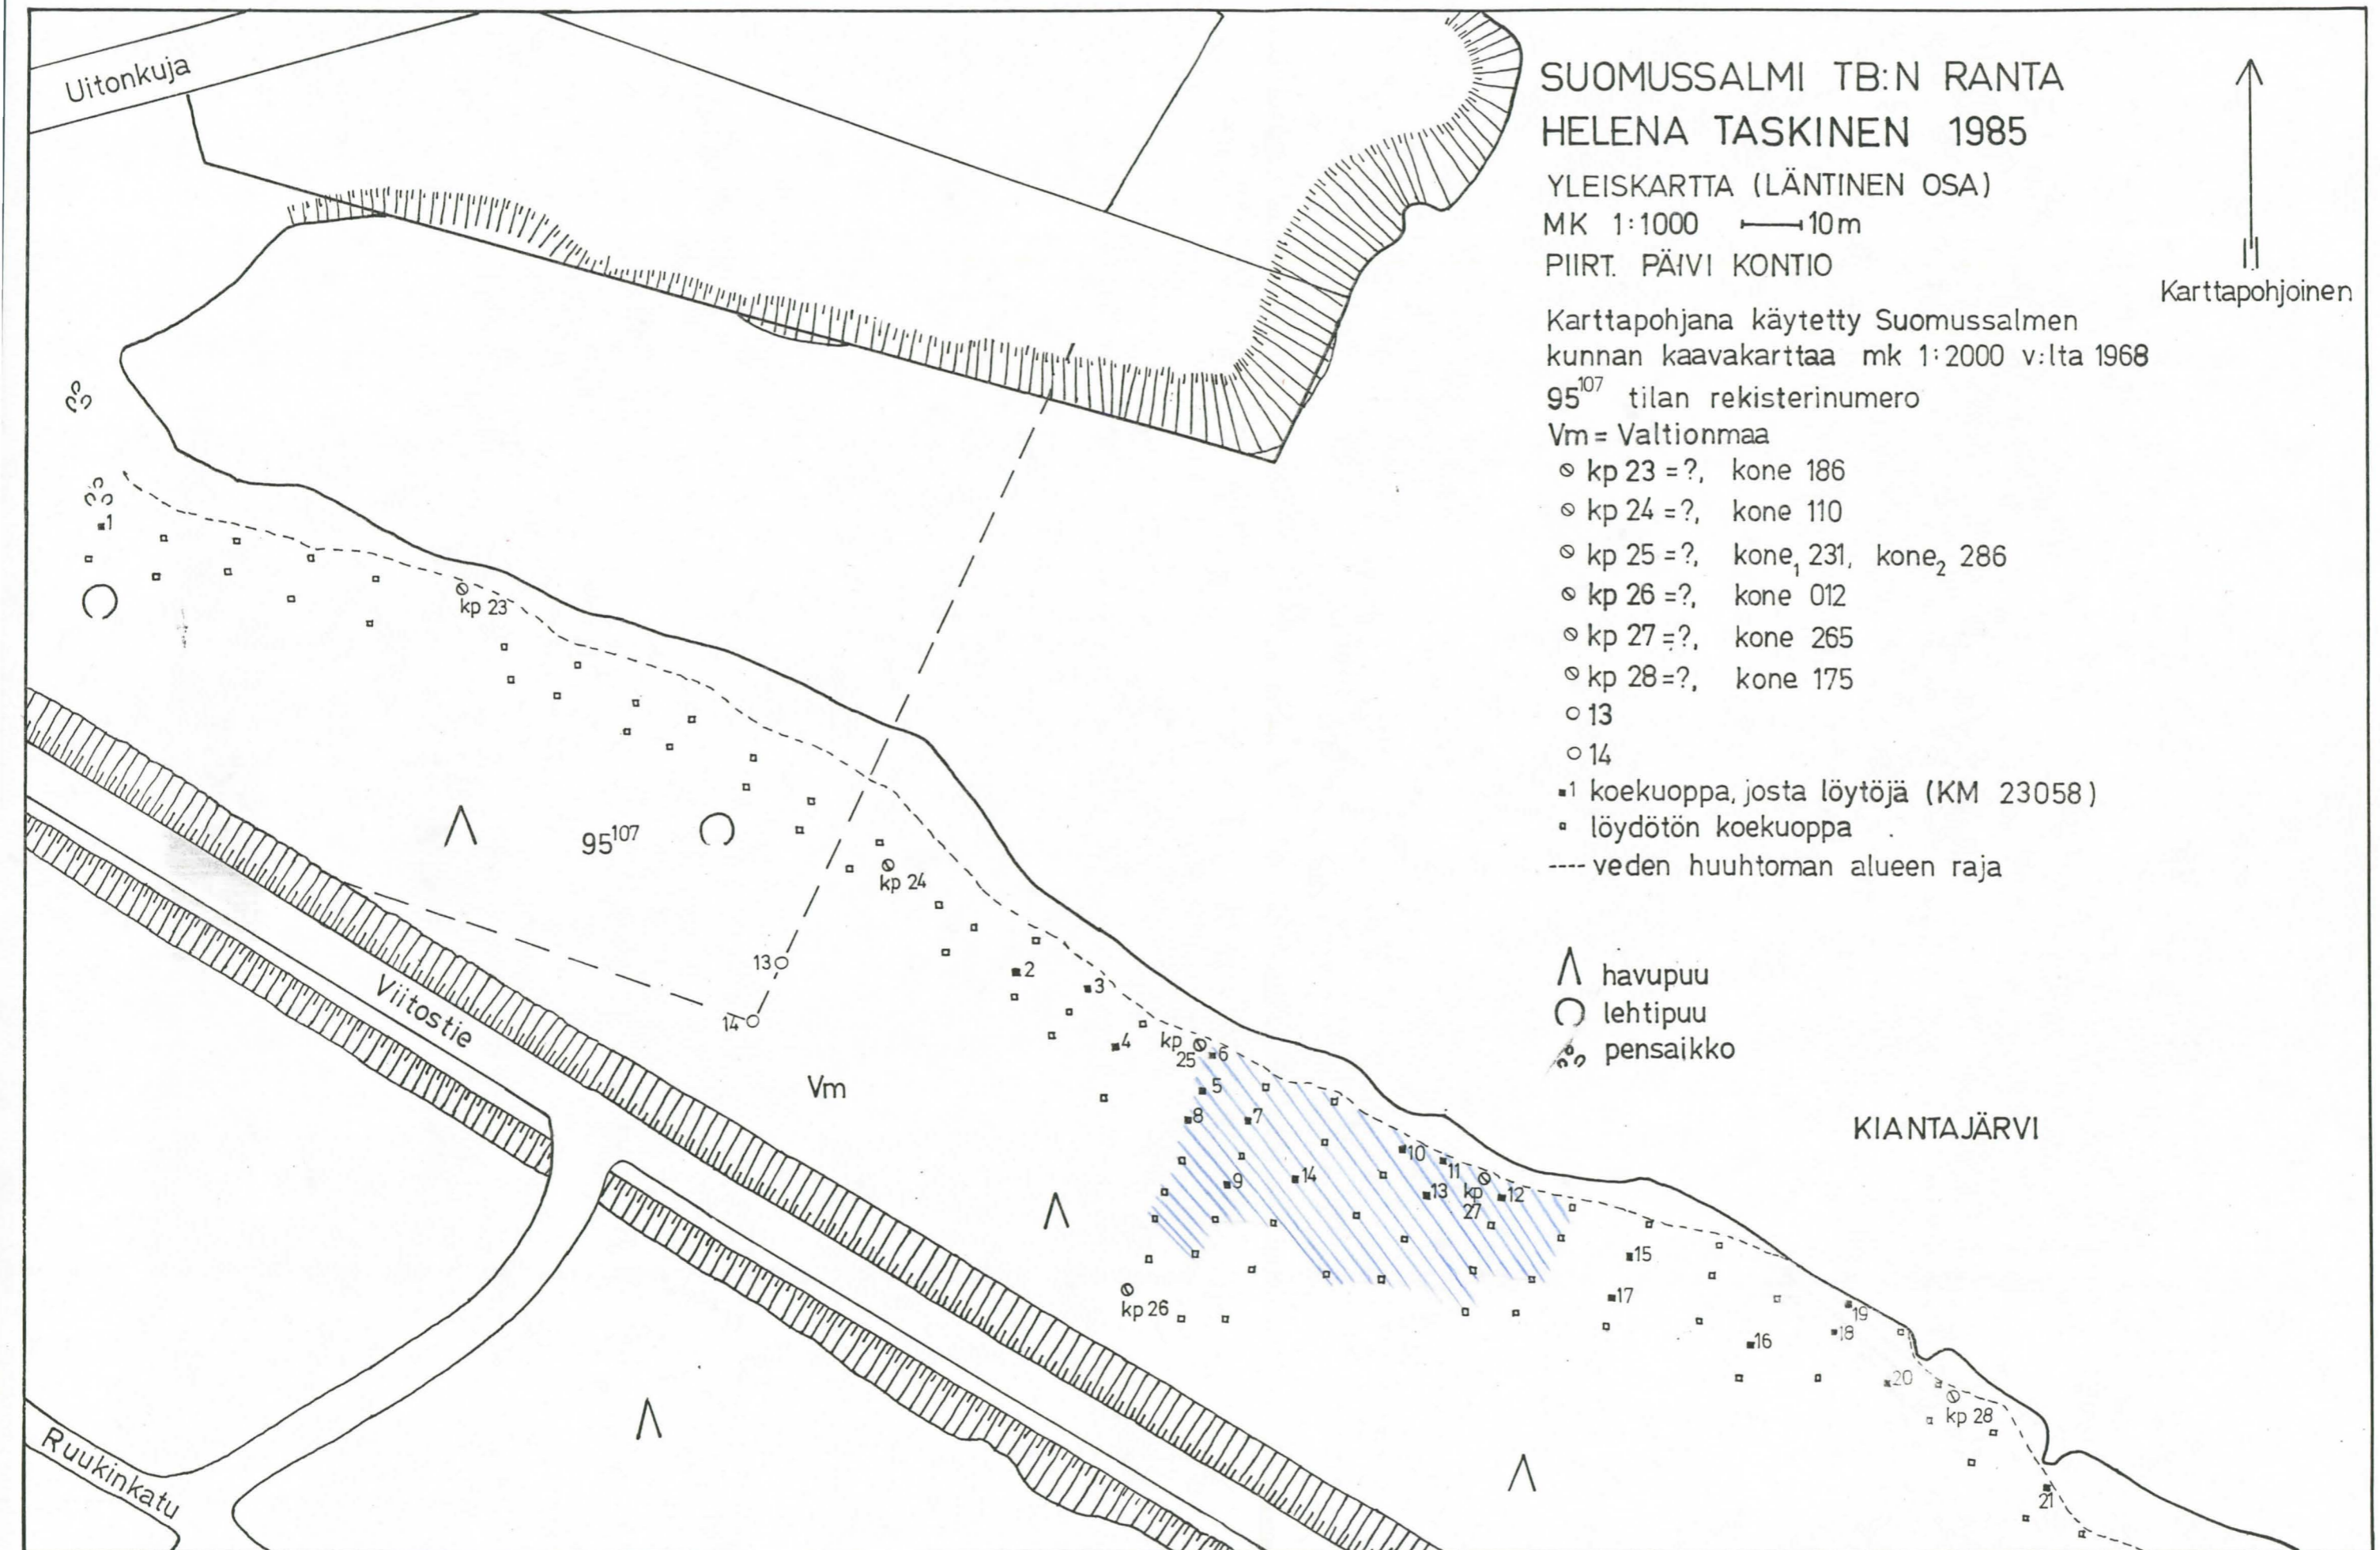 SUOMUSSALMI TB:N RANTA
HELENA TASKINEN 1985
YLEISKARTTA (LÄNTINEN OSA)
MK 1:1000 10m
PIIRT. PÄIVI KONTIO
Karttapohjana käytetty Suomussalmen
kunnan kaavakarttaa mk 1:2000 v:lta 1968
95¹⁰⁷ tilan rekisterinumero
Vm = Valtionmaa
kp 23 = ?, kone 186
kp 24 = ?, kone 110
kp 25 = ?, kone₁ 231, kone₂ 286
kp 26 = ?, kone 012
kp 27 = ?, kone 265
kp 28 = ?, kone 175
13
14
1 koekuoppa, josta löytöjä (KM 23058)
löydötön koekuoppa
---- veden huuhtoman alueen raja
havupuu
lehtipuu
pensaikko
Karttapohjoinen
KIANTAJÄRVI
Uitonkuja
1
kp 23
95¹⁰⁷
kp 24
13
14
Viitostie
Vm
2
3
4
kp 25
6
5
8
7
9
14
10
11
13
kp 27
12
kp 26
15
17
16
19
18
20
kp 28
21
Ruukinkatu